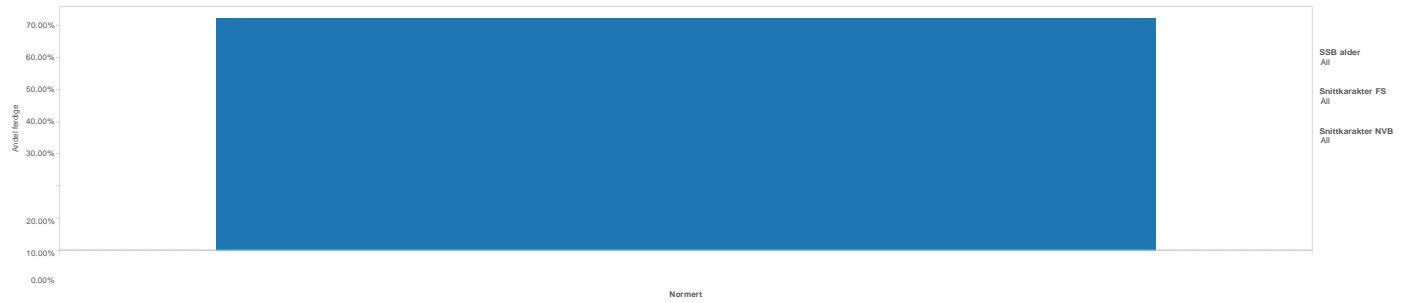 70.00%
60.00%
50.00%
40.00%
30.00%
20.00%
10.00%
0.00%
Andel ferdige
Normert
SSB alder
All
Snittkarakter FS
All
Snittkarakter NVB
All